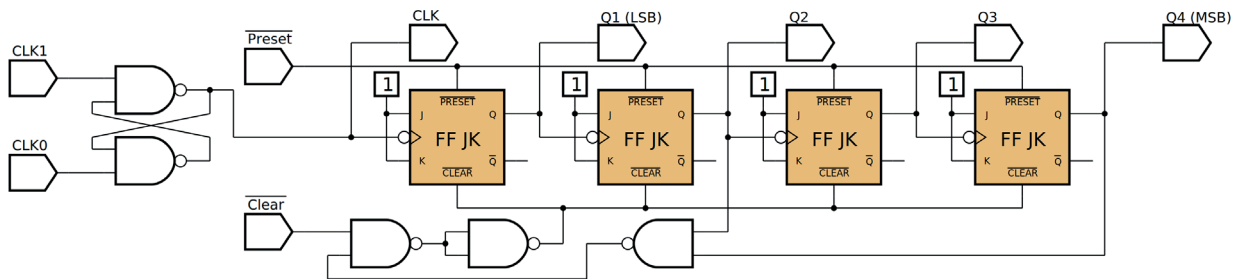 CLK
Q1 (LSB)
Q2
Q3
Q4 (MSB)
CLK1
Preset
1
1
1
1
PRESET
J
Q
FF JK
K
Q
CLEAR
PRESET
J
Q
FF JK
K
Q
CLEAR
PRESET
J
Q
FF JK
K
Q
CLEAR
PRESET
J
Q
FF JK
K
Q
CLEAR
CLK0
Clear